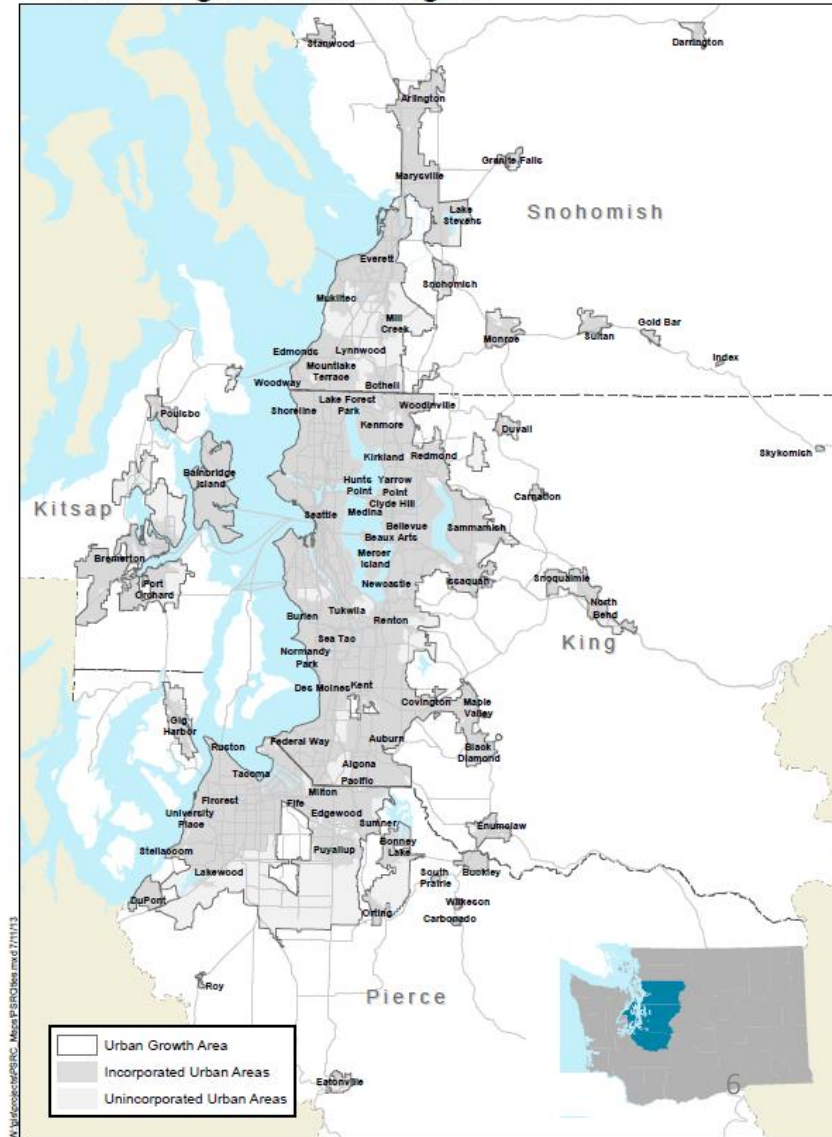 Stanwood
Darrington
Arlington
Granite Falls
Marysville
Lake
Stevens
Snohomish
Everett
Snohomish
Mukilteo
Mill
Creek
Monroe
Sultan
Gold Bar
Index
Edmonds
Lynnwood
Mountlake
Terrace
Woodway
Bothell
Shoreline
Lake Forest
Park
Woodinville
Poulsbo
Kenmore
Duvall
Skykomish
Kirkland
Redmond
Bainbridge
Island
Hunts
Point
Yarrow
Point
Carnation
Kitsap
Clyde Hill
Seattle
Medina
Bellevue
Sammamish
Beaux Arts
Bremerton
Mercer
Island
Port
Orchard
Newcastle
Issaquah
Snoqualmie
North
Bend
Burien
Tukwila
Renton
King
Sea Tac
Normandy
Park
Des Moines
Kent
Covington
Maple
Valley
Gig
Harbor
Ruston
Federal Way
Auburn
Black
Diamond
Tacoma
Algona
Pacific
Milton
Fircrest
Fife
Edgewood
University
Place
Sumner
Enumclaw
Steilacoom
Puyallup
Bonney
Lake
Lakewood
South
Prairie
Buckley
DuPont
Orting
Wilkeson
Carbonado
Roy
Pierce
Eatonville
Urban Growth Area
Incorporated Urban Areas
Unincorporated Urban Areas
6